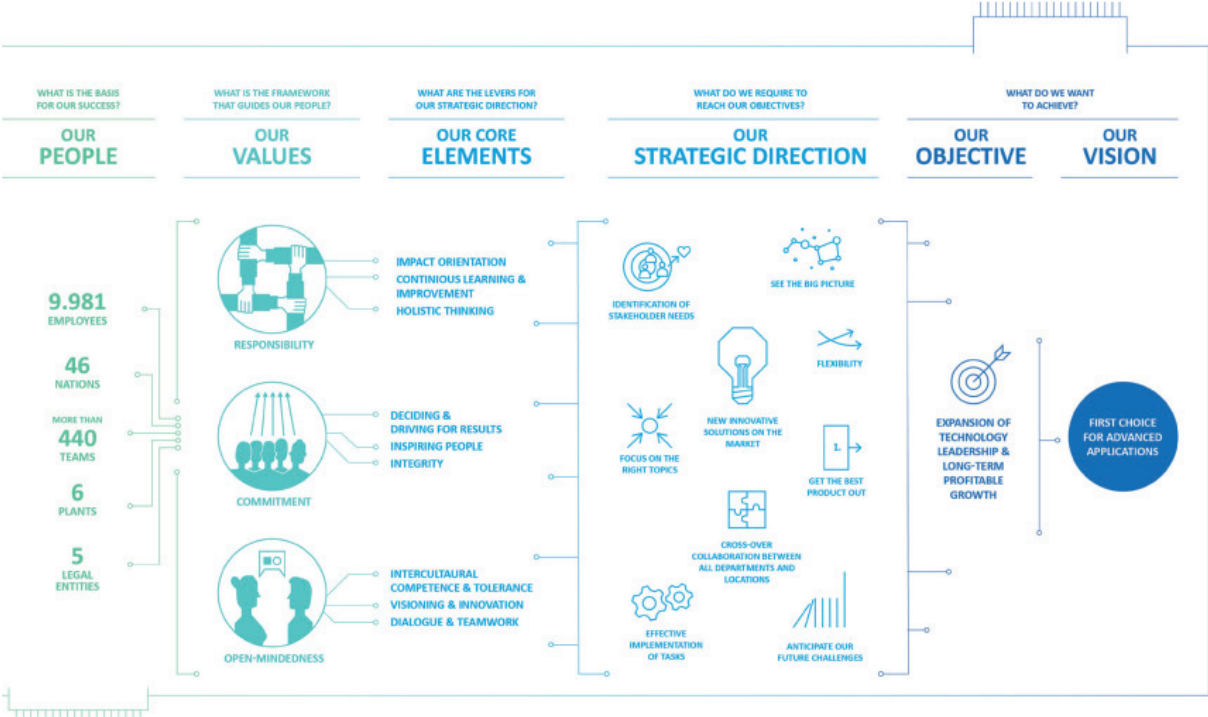 WHAT IS THE BASIS
FOR OUR SUCCESS?
OUR
PEOPLE
9.981
EMPLOYEES
46
NATIONS
MORE THAN
440
TEAMS
6
PLANTS
5
LEGAL
ENTITIES
WHAT IS THE FRAMEWORK
THAT GUIDES OUR PEOPLE?
OUR
VALUES
RESPONSIBILITY
COMMITMENT
OPEN-MINDEDNESS
WHAT ARE THE LEVERS FOR
OUR STRATEGIC DIRECTION?
OUR CORE
ELEMENTS
IMPACT ORIENTATION
CONTINIOUS LEARNING &
IMPROVEMENT
HOLISTIC THINKING
DECIDING &
DRIVING FOR RESULTS
INSPIRING PEOPLE
INTEGRITY
INTERCULTAURAL
COMPETENCE & TOLERANCE
VISIONING & INNOVATION
DIALOGUE & TEAMWORK
WHAT DO WE REQUIRE TO
REACH OUR OBJECTIVES?
OUR
STRATEGIC DIRECTION
IDENTIFICATION OF
STAKEHOLDER NEEDS
SEE THE BIG PICTURE
FLEXIBILITY
NEW INNOVATIVE
SOLUTIONS ON THE
MARKET
FOCUS ON THE
RIGHT TOPICS
1.
GET THE BEST
PRODUCT OUT
CROSS-OVER
COLLABORATION BETWEEN
ALL DEPARTMENTS AND
LOCATIONS
EFFECTIVE
IMPLEMENTATION
OF TASKS
ANTICIPATE OUR
FUTURE CHALLENGES
WHAT DO WE WANT
TO ACHIEVE?
OUR
OBJECTIVE
EXPANSION OF
TECHNOLOGY
LEADERSHIP &
LONG-TERM
PROFITABLE
GROWTH
OUR
VISION
FIRST CHOICE
FOR ADVANCED
APPLICATIONS